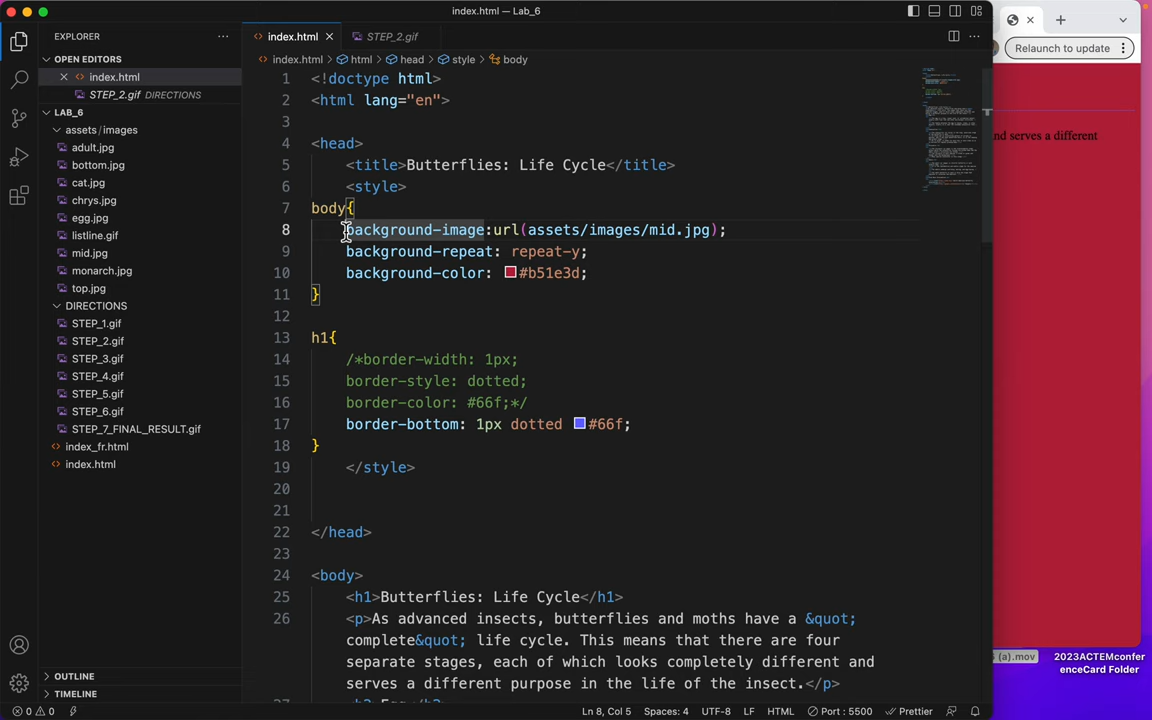 index.html — Lab_6
EXPLORER
OPEN EDITORS
index.html
STEP_2.gif DIRECTIONS
LAB_6
assets/images
adult.jpg
bottom.jpg
cat.jpg
chrys.jpg
egg.jpg
listline.gif
mid.jpg
monarch.jpg
top.jpg
DIRECTIONS
STEP_1.gif
STEP_2.gif
STEP_3.gif
STEP_4.gif
STEP_5.gif
STEP_6.gif
STEP_7_FINAL_RESULT.gif
index_fr.html
index.html
OUTLINE
TIMELINE
index.html
STEP_2.gif
index.html > html > head > style > body
1 <!doctype html>
2 <html lang="en">
3
4 <head>
5 <title>Butterflies: Life Cycle</title>
6 <style>
7 body{
8 background-image:url(assets/images/mid.jpg);
9 background-repeat: repeat-y;
10 background-color: #b51e3d;
11 }
12
13 h1{
14 /*border-width: 1px;
15 border-style: dotted;
16 border-color: #66f;*/
17 border-bottom: 1px dotted #66f;
18 }
19 </style>
20
21
22 </head>
23
24 <body>
25 <h1>Butterflies: Life Cycle</h1>
26 <p>As advanced insects, butterflies and moths have a &quot;
complete&quot; life cycle. This means that there are four
separate stages, each of which looks completely different and
serves a different purpose in the life of the insect.</p>
0 0
Ln 8, Col 5 Spaces: 4 UTF-8 LF HTML Port : 5500 Prettier
Relaunch to update
and serves a different
(a).mov
2023ACTEMconfer
enceCard Folder